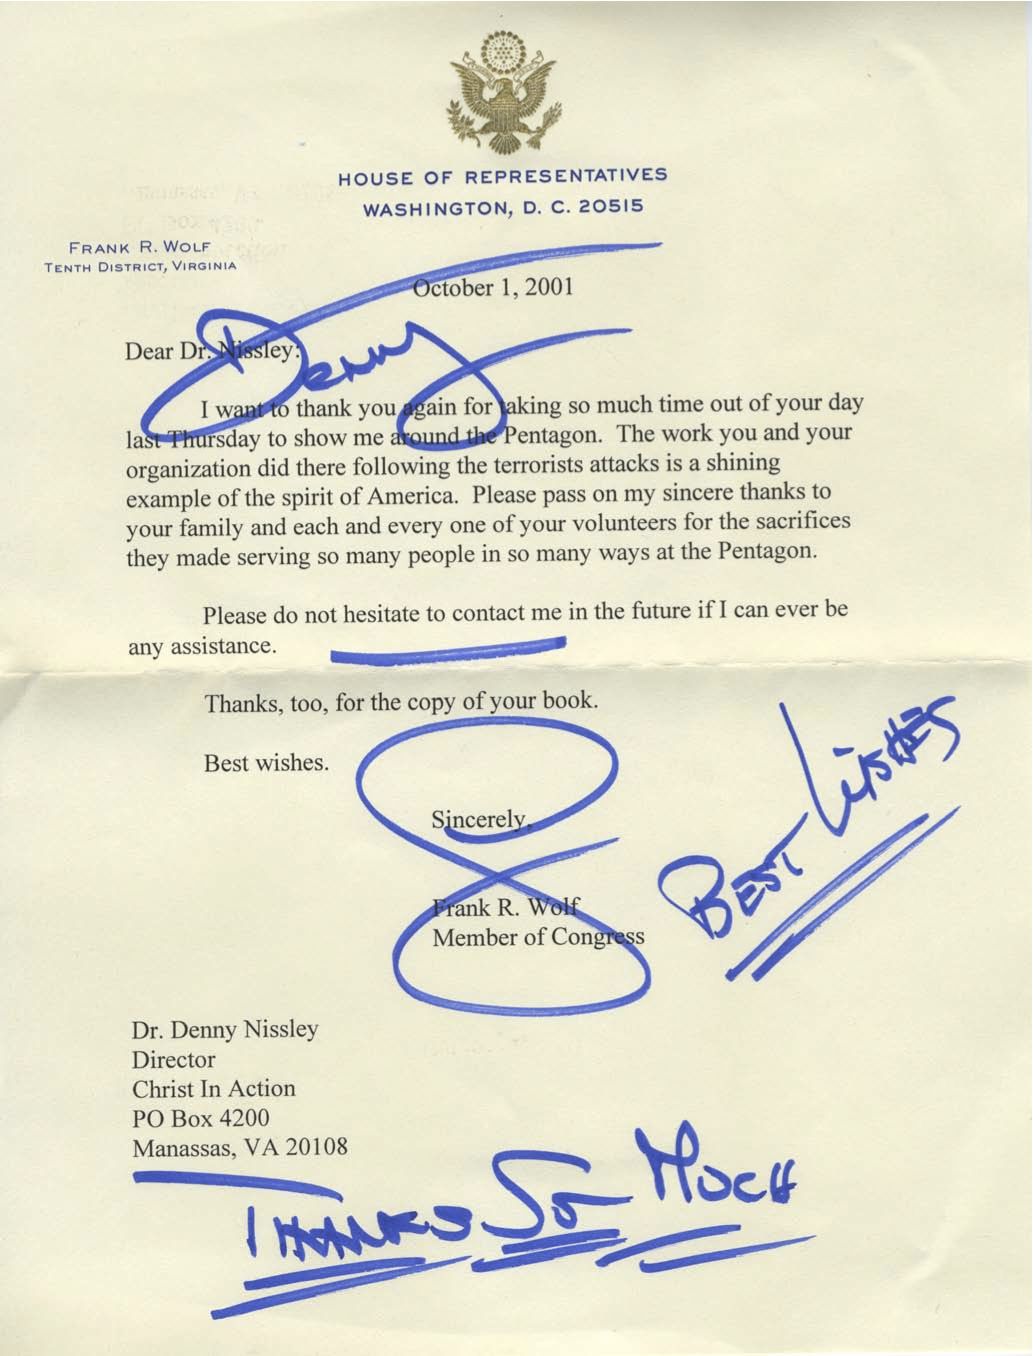 HOUSE OF REPRESENTATIVES
WASHINGTON, D. C. 20515
FRANK R. WOLF
TENTH DISTRICT, VIRGINIA
October 1, 2001
Dear Dr. Nissley:
Denny
I want to thank you again for taking so much time out of your day
last Thursday to show me around the Pentagon. The work you and your
organization did there following the terrorists attacks is a shining
example of the spirit of America. Please pass on my sincere thanks to
your family and each and every one of your volunteers for the sacrifices
they made serving so many people in so many ways at the Pentagon.
Please do not hesitate to contact me in the future if I can ever be
any assistance.
Thanks, too, for the copy of your book.
Best wishes.
BEST WISHES
Sincerely,
Frank R. Wolf
Member of Congress
Dr. Denny Nissley
Director
Christ In Action
PO Box 4200
Manassas, VA 20108
THANKS SO MUCH